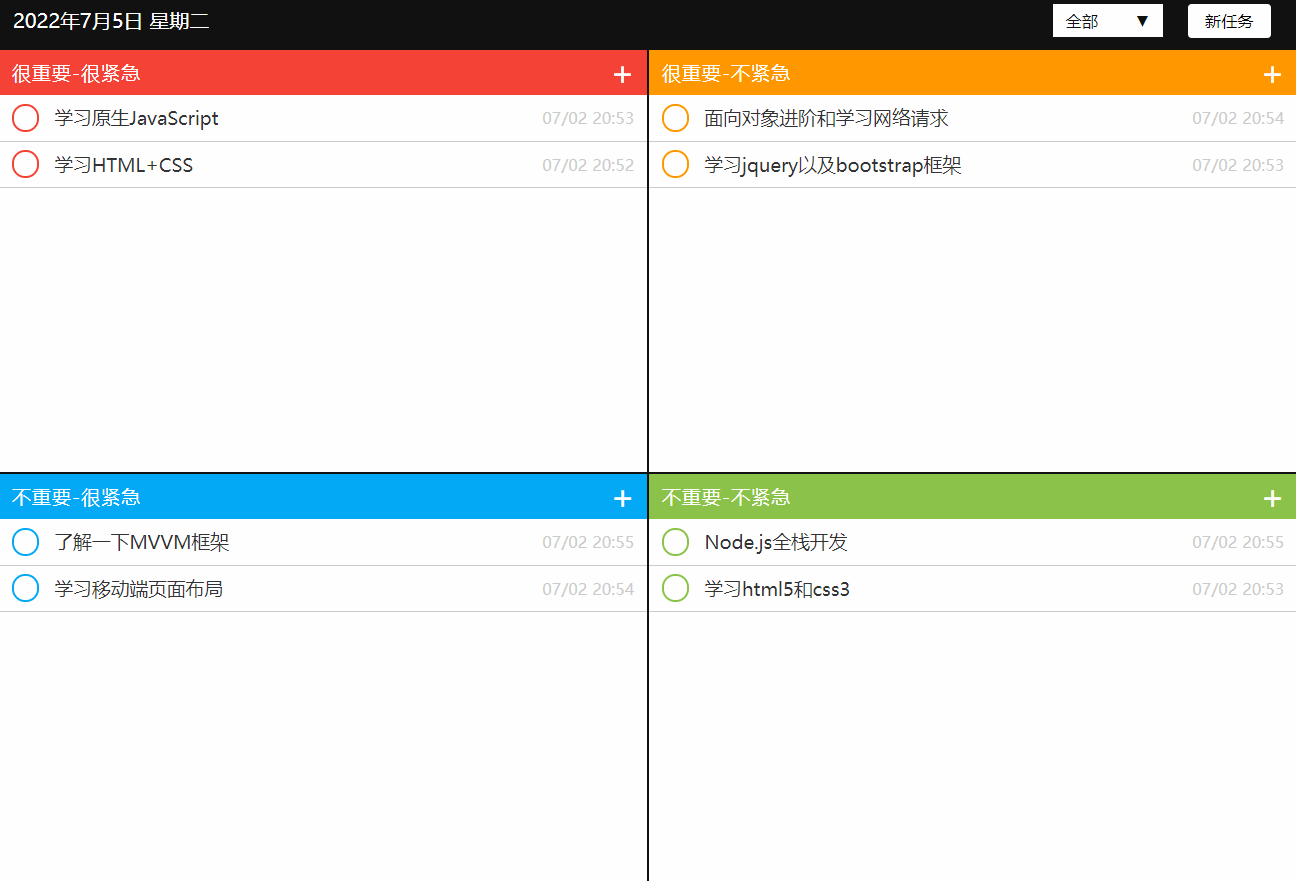 2022年7月5日 星期二 全部 ▼ 新任务
很重要-很紧急 +
学习原生JavaScript 07/02 20:53
学习HTML+CSS 07/02 20:52
很重要-不紧急 +
面向对象进阶和学习网络请求 07/02 20:54
学习jquery以及bootstrap框架 07/02 20:53
不重要-很紧急 +
了解一下MVVM框架 07/02 20:55
学习移动端页面布局 07/02 20:54
不重要-不紧急 +
Node.js全栈开发 07/02 20:55
学习html5和css3 07/02 20:53